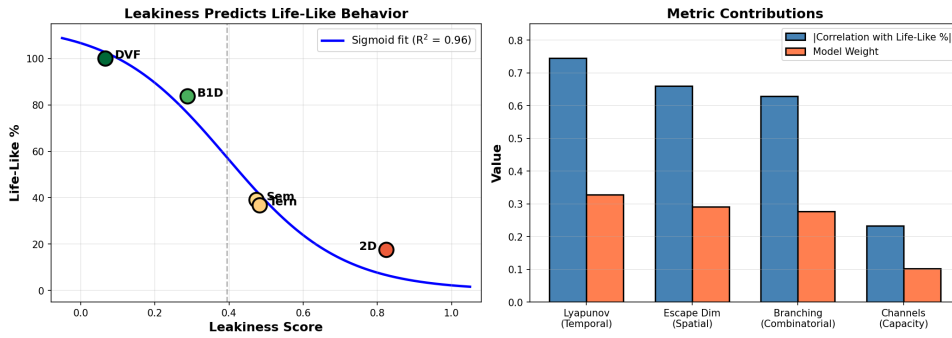 Leakiness Predicts Life-Like Behavior
Sigmoid fit (R² = 0.96)
DVF
B1D
Sem
Tern
2D
Life-Like %
100
80
60
40
20
0
0.0 0.2 0.4 0.6 0.8 1.0
Leakiness Score
Metric Contributions
|Correlation with Life-Like %|
Model Weight
Value
0.8
0.7
0.6
0.5
0.4
0.3
0.2
0.1
0.0
Lyapunov
(Temporal)
Escape Dim
(Spatial)
Branching
(Combinatorial)
Channels
(Capacity)